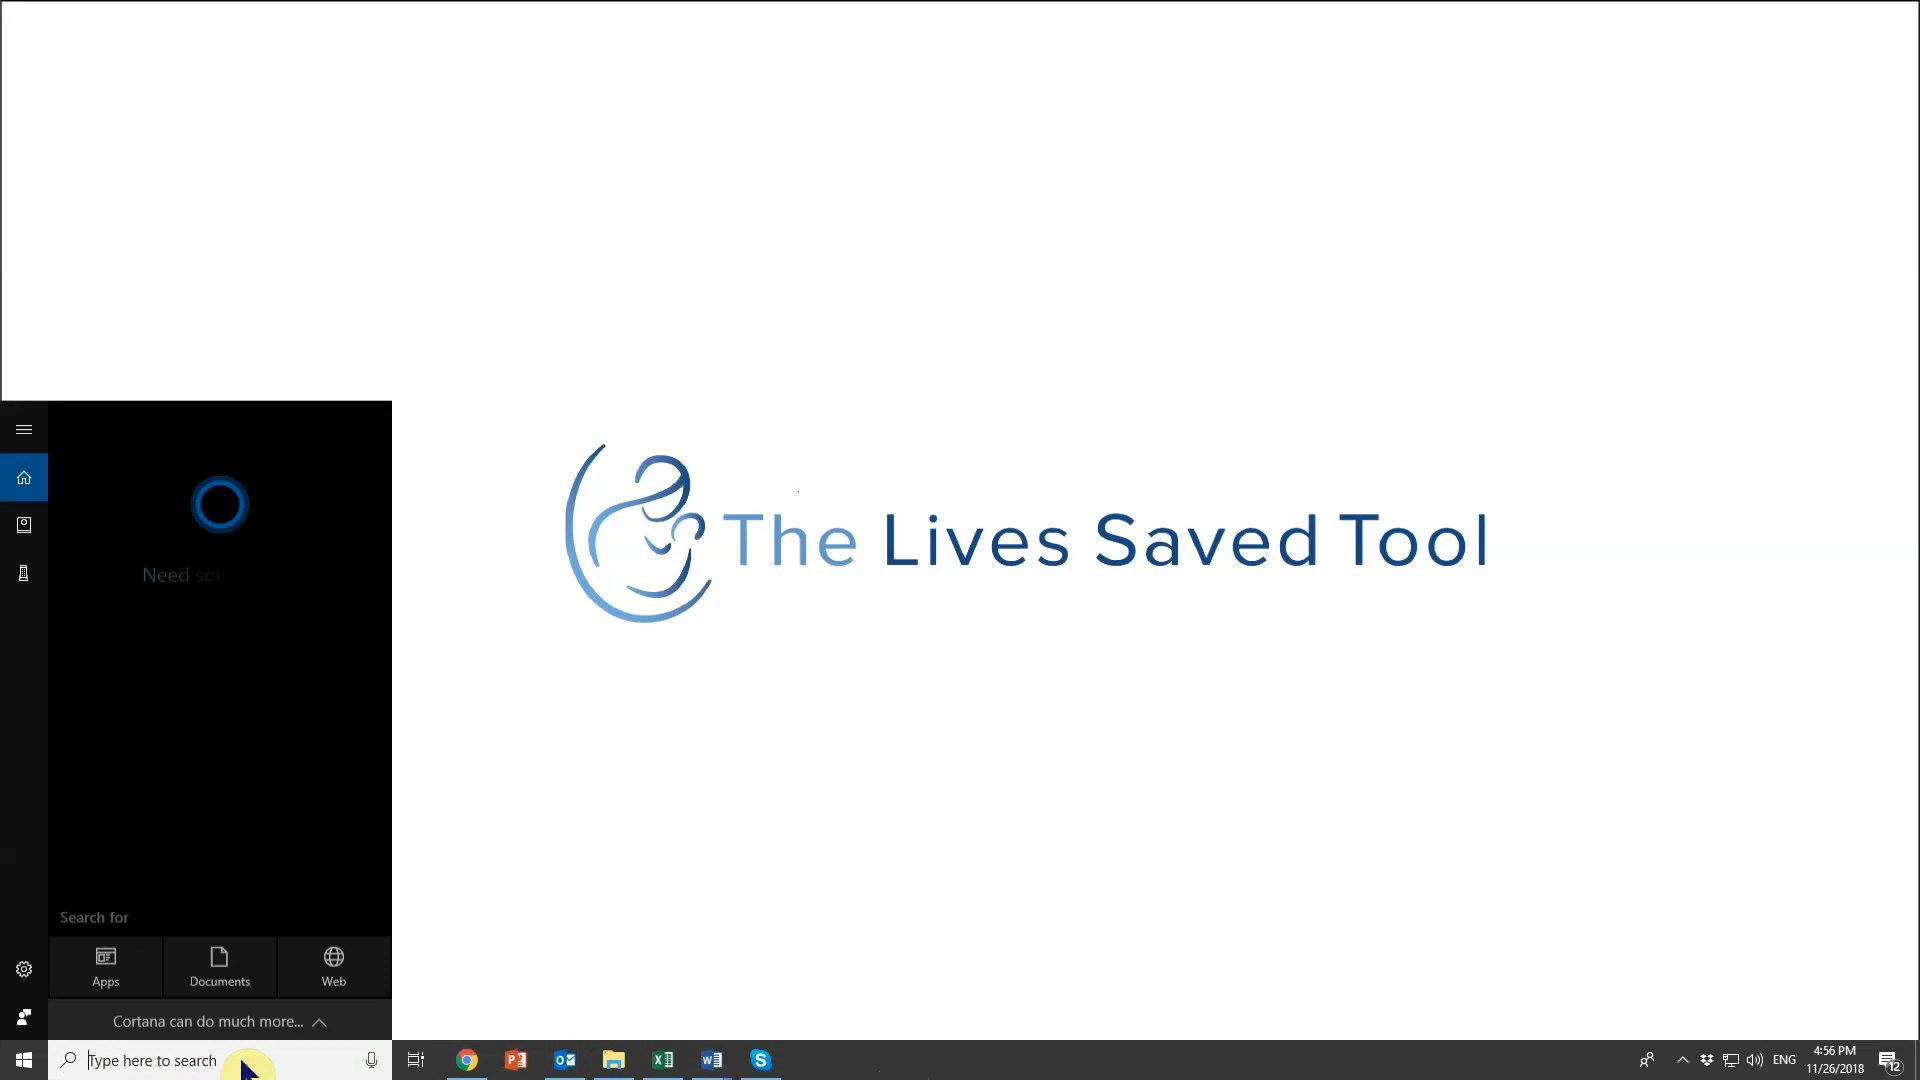 The Lives Saved Tool
Need so
Search for
Apps
Documents
Web
Cortana can do much more...
Type here to search
ENG
4:56 PM
11/26/2018
12